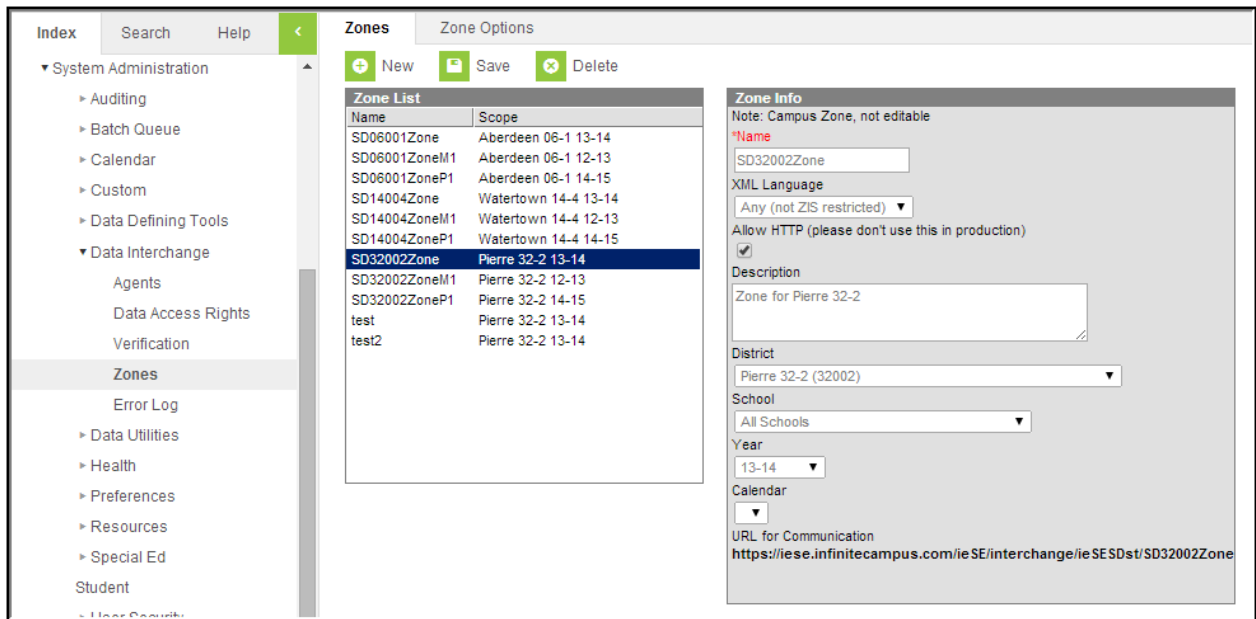 Index Search Help
System Administration
Auditing
Batch Queue
Calendar
Custom
Data Defining Tools
Data Interchange
Agents
Data Access Rights
Verification
Zones
Error Log
Data Utilities
Health
Preferences
Resources
Special Ed
Student
User Security
Zones Zone Options
New Save Delete
Zone List
Name Scope
SD06001Zone Aberdeen 06-1 13-14
SD06001ZoneM1 Aberdeen 06-1 12-13
SD06001ZoneP1 Aberdeen 06-1 14-15
SD14004Zone Watertown 14-4 13-14
SD14004ZoneM1 Watertown 14-4 12-13
SD14004ZoneP1 Watertown 14-4 14-15
SD32002Zone Pierre 32-2 13-14
SD32002ZoneM1 Pierre 32-2 12-13
SD32002ZoneP1 Pierre 32-2 14-15
test Pierre 32-2 13-14
test2 Pierre 32-2 13-14
Zone Info
Note: Campus Zone, not editable
*Name
SD32002Zone
XML Language
Any (not ZIS restricted)
Allow HTTP (please don't use this in production)
Description
Zone for Pierre 32-2
District
Pierre 32-2 (32002)
School
All Schools
Year
13-14
Calendar
URL for Communication
https://iese.infinitecampus.com/ieSE/interchange/ieSESDst/SD32002Zone